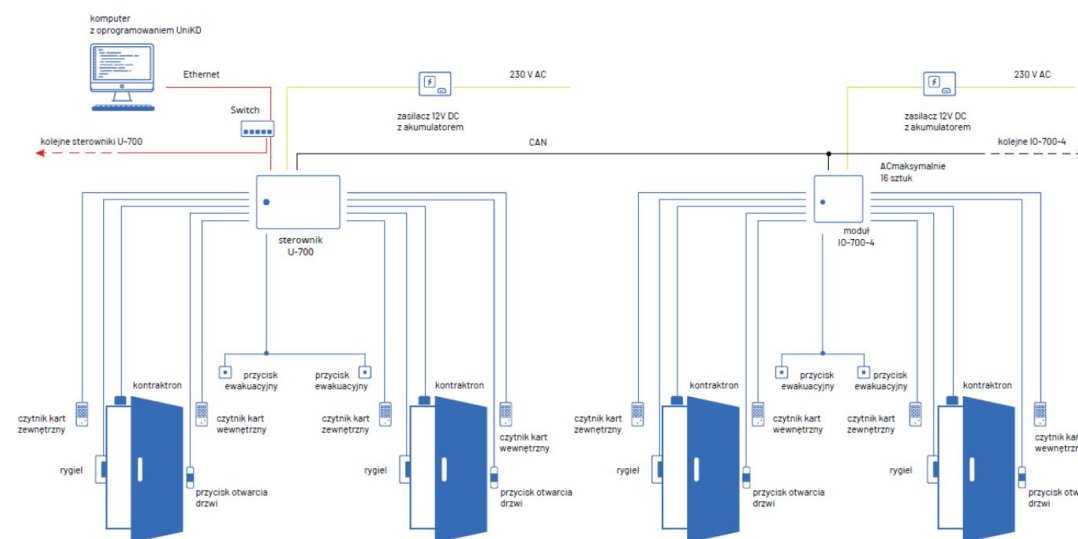 komputer
z oprogramowaniem UniKD
Ethernet
230 V AC
230 V AC
Switch
zasilacz 12V DC
z akumulatorem
zasilacz 12V DC
z akumulatorem
kolejne sterowniki U-700
CAN
kolejne IO-700-4
ACmaksymalnie
16 sztuk
sterownik
U-700
moduł
IO-700-4
przycisk
ewakuacyjny
przycisk
ewakuacyjny
przycisk
ewakuacyjny
przycisk
ewakuacyjny
kontraktron
kontraktron
kontraktron
kontraktron
czytnik kart
zewnętrzny
czytnik kart
wewnętrzny
czytnik kart
zewnętrzny
czytnik kart
wewnętrzny
czytnik kart
zewnętrzny
czytnik kart
wewnętrzny
czytnik kart
zewnętrzny
czytnik kart
wewnętrz
rygiel
rygiel
rygiel
rygiel
przycisk otwarcia
drzwi
przycisk otwarcia
drzwi
przycisk otwarcia
drzwi
przycisk otw
drzwi